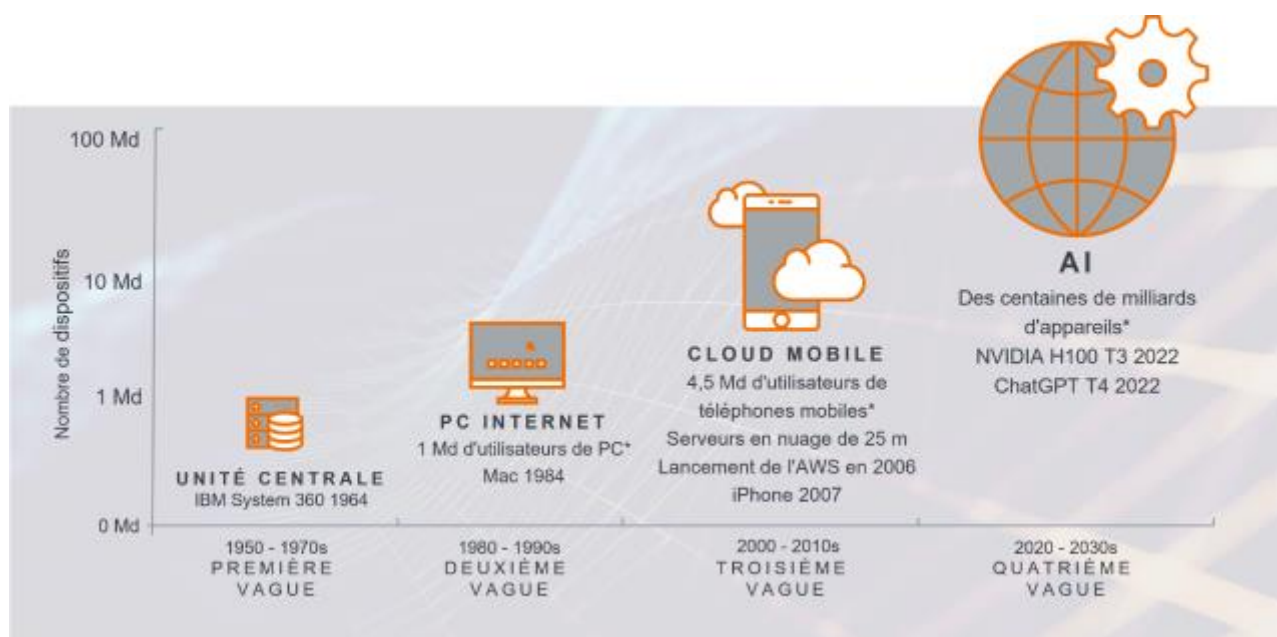 100 Md
10 Md
1 Md
0 Md
Nombre de dispositifs
UNITÉ CENTRALE
IBM System 360 1964
PC INTERNET
1 Md d'utilisateurs de PC*
Mac 1984
CLOUD MOBILE
4,5 Md d'utilisateurs de
téléphones mobiles*
Serveurs en nuage de 25 m
Lancement de l'AWS en 2006
iPhone 2007
AI
Des centaines de milliards
d'appareils*
NVIDIA H100 T3 2022
ChatGPT T4 2022
1950 - 1970s
PREMIÈRE
VAGUE
1980 - 1990s
DEUXIÈME
VAGUE
2000 - 2010s
TROISIÈME
VAGUE
2020 - 2030s
QUATRIÈME
VAGUE